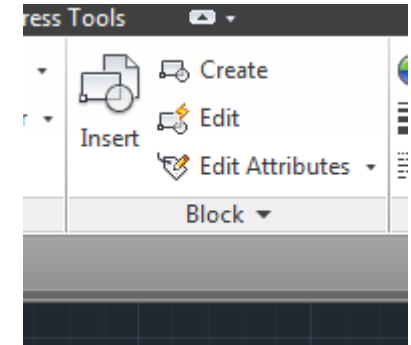 ress Tools
Create
Edit
Insert
Edit Attributes
Block